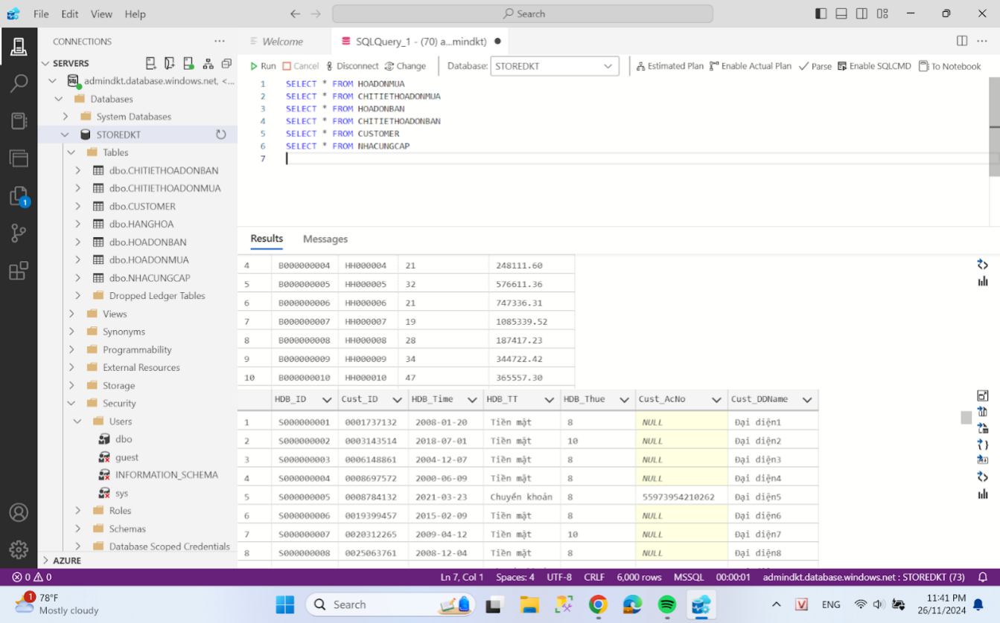 File Edit View Help
Search
CONNECTIONS
SERVERS
admindkt.database.windows.net, <...
Databases
System Databases
STOREDKT
Tables
dbo.CHITIETHOADONBAN
dbo.CHITIETHOADONMUA
dbo.CUSTOMER
dbo.HANGHOA
dbo.HOADONBAN
dbo.HOADONMUA
dbo.NHACUNGCAP
Dropped Ledger Tables
Views
Synonyms
Programmability
External Resources
Storage
Security
Users
dbo
guest
INFORMATION_SCHEMA
sys
Roles
Schemas
Database Scoped Credentials
AZURE
1
Welcome SQLQuery_1 - (70) a...mindkt)
Run Cancel Disconnect Change Database: STOREDKT Estimated Plan Enable Actual Plan Parse Enable SQLCMD To Notebook
1 SELECT * FROM HOADONMUA
2 SELECT * FROM CHITIETHOADONMUA
3 SELECT * FROM HOADONBAN
4 SELECT * FROM CHITIETHOADONBAN
5 SELECT * FROM CUSTOMER
6 SELECT * FROM NHACUNGCAP
7
Results Messages
4 B000000004 HH000004 21 248111.60
5 B000000005 HH000005 32 576611.36
6 B000000006 HH000006 21 747336.31
7 B000000007 HH000007 19 1085339.52
8 B000000008 HH000008 28 187417.23
9 B000000009 HH000009 34 344722.42
10 B000000010 HH000010 47 365557.30
HDB_ID Cust_ID HDB_Time HDB_TT HDB_Thue Cust_AcNo Cust_DDName
1 S000000001 0001737132 2008-01-20 Tiền mặt 8 NULL Đại diện1
2 S000000002 0003143514 2018-07-01 Tiền mặt 10 NULL Đại diện2
3 S000000003 0006148861 2004-12-07 Tiền mặt 8 NULL Đại diện3
4 S000000004 0008697572 2000-06-09 Tiền mặt 8 NULL Đại diện4
5 S000000005 0008784132 2021-03-23 Chuyển khoản 8 55973954210262 Đại diện5
6 S000000006 0019399457 2015-02-09 Tiền mặt 8 NULL Đại diện6
7 S000000007 0020312265 2009-04-12 Tiền mặt 10 NULL Đại diện7
8 S000000008 0025063761 2008-12-04 Tiền mặt 8 NULL Đại diện8
0 0 Ln 7, Col 1 Spaces: 4 UTF-8 CRLF 6,000 rows MSSQL 00:00:01 admindkt.database.windows.net : STOREDKT (73)
1
78°F
Mostly cloudy
Search
V
ENG
11:41 PM
26/11/2024